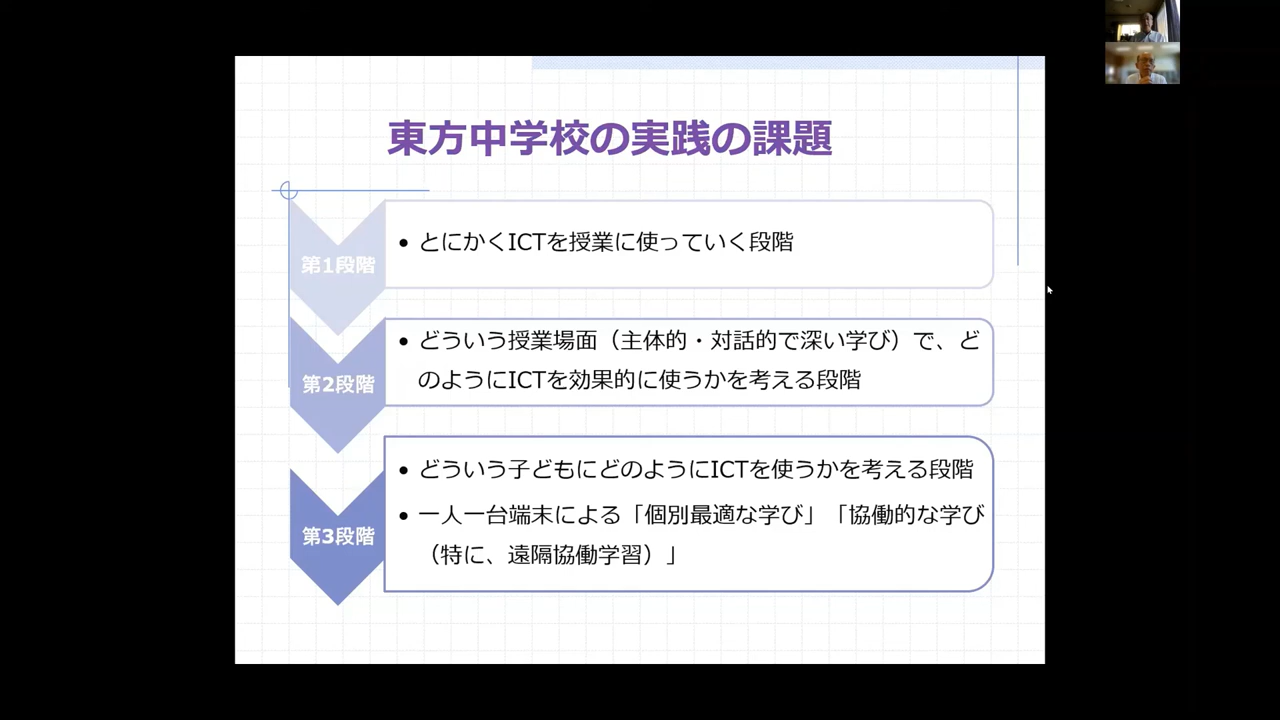 東方中学校の実践の課題
第1段階
• とにかくICTを授業に使っていく段階
第2段階
• どういう授業場面（主体的・対話的で深い学び）で、ど
のようにICTを効果的に使うかを考える段階
第3段階
• どういう子どもにどのようにICTを使うかを考える段階
• 一人一台端末による「個別最適な学び」「協働的な学び
（特に、遠隔協働学習）」